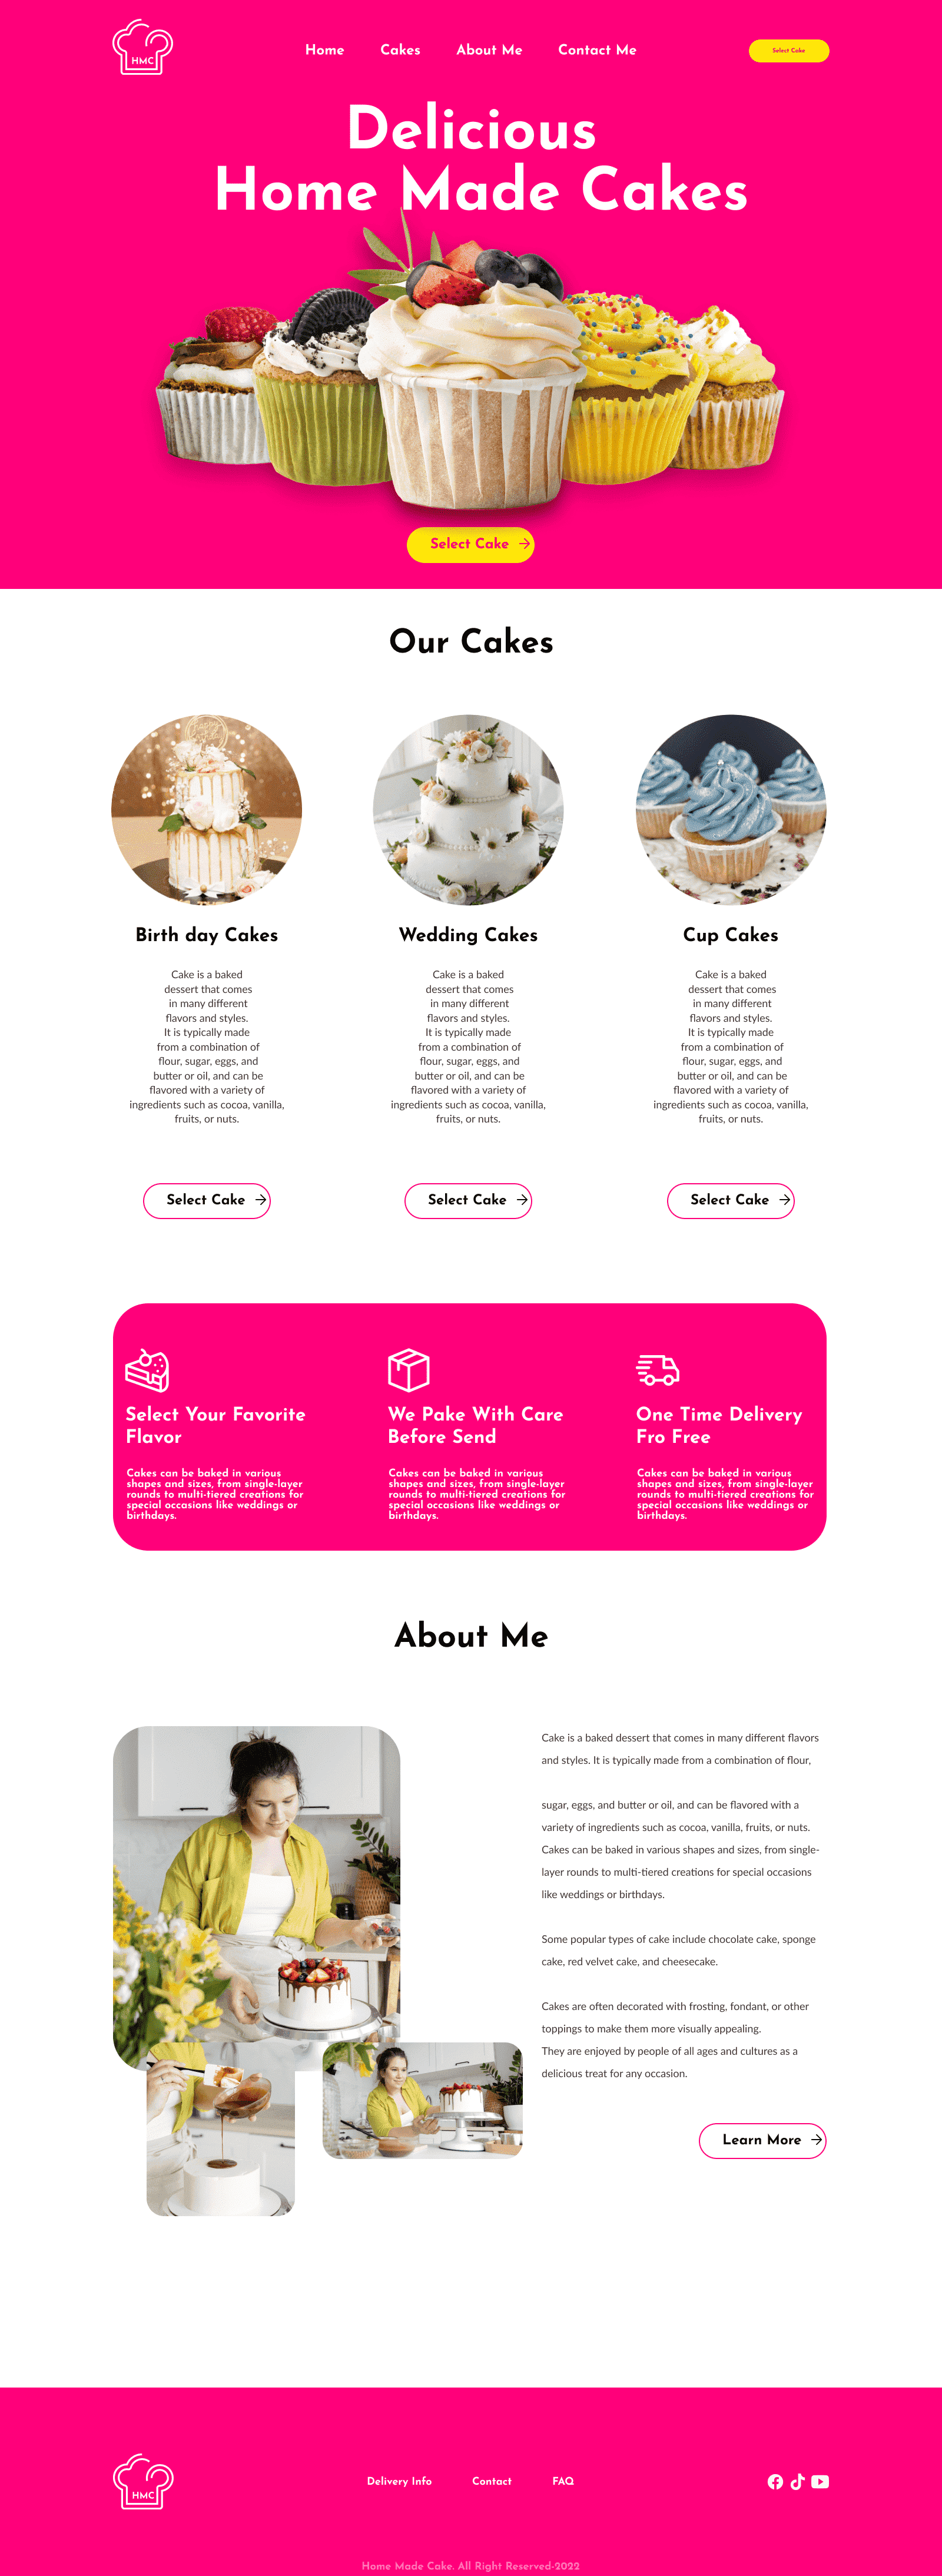 HMC
Home Cakes About Me Contact Me
Select Cake
Delicious
Home Made Cakes
Select Cake
Our Cakes
Birth day Cakes
Cake is a baked
dessert that comes
in many different
flavors and styles.
It is typically made
from a combination of
flour, sugar, eggs, and
butter or oil, and can be
flavored with a variety of
ingredients such as cocoa, vanilla,
fruits, or nuts.
Select Cake
Wedding Cakes
Cake is a baked
dessert that comes
in many different
flavors and styles.
It is typically made
from a combination of
flour, sugar, eggs, and
butter or oil, and can be
flavored with a variety of
ingredients such as cocoa, vanilla,
fruits, or nuts.
Select Cake
Cup Cakes
Cake is a baked
dessert that comes
in many different
flavors and styles.
It is typically made
from a combination of
flour, sugar, eggs, and
butter or oil, and can be
flavored with a variety of
ingredients such as cocoa, vanilla,
fruits, or nuts.
Select Cake
Select Your Favorite
Flavor
Cakes can be baked in various
shapes and sizes, from single-layer
rounds to multi-tiered creations for
special occasions like weddings or
birthdays.
We Pake With Care
Before Send
Cakes can be baked in various
shapes and sizes, from single-layer
rounds to multi-tiered creations for
special occasions like weddings or
birthdays.
One Time Delivery
Fro Free
Cakes can be baked in various
shapes and sizes, from single-layer
rounds to multi-tiered creations for
special occasions like weddings or
birthdays.
About Me
Cake is a baked dessert that comes in many different flavors
and styles. It is typically made from a combination of flour,
sugar, eggs, and butter or oil, and can be flavored with a
variety of ingredients such as cocoa, vanilla, fruits, or nuts.
Cakes can be baked in various shapes and sizes, from single-
layer rounds to multi-tiered creations for special occasions
like weddings or birthdays.
Some popular types of cake include chocolate cake, sponge
cake, red velvet cake, and cheesecake.
Cakes are often decorated with frosting, fondant, or other
toppings to make them more visually appealing.
They are enjoyed by people of all ages and cultures as a
delicious treat for any occasion.
Learn More
HMC
Delivery Info Contact FAQ
Home Made Cake. All Right Reserved-2022